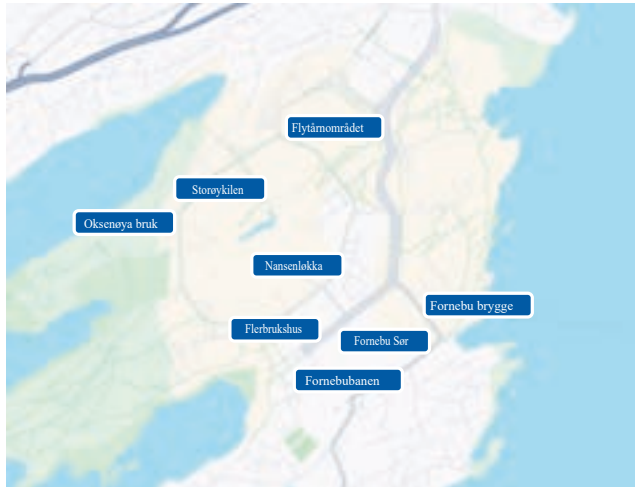 Flytårnområdet
Storøykilen
Oksenøya bruk
Nansenløkka
Fornebu brygge
Flerbrukshus
Fornebu Sør
Fornebubanen